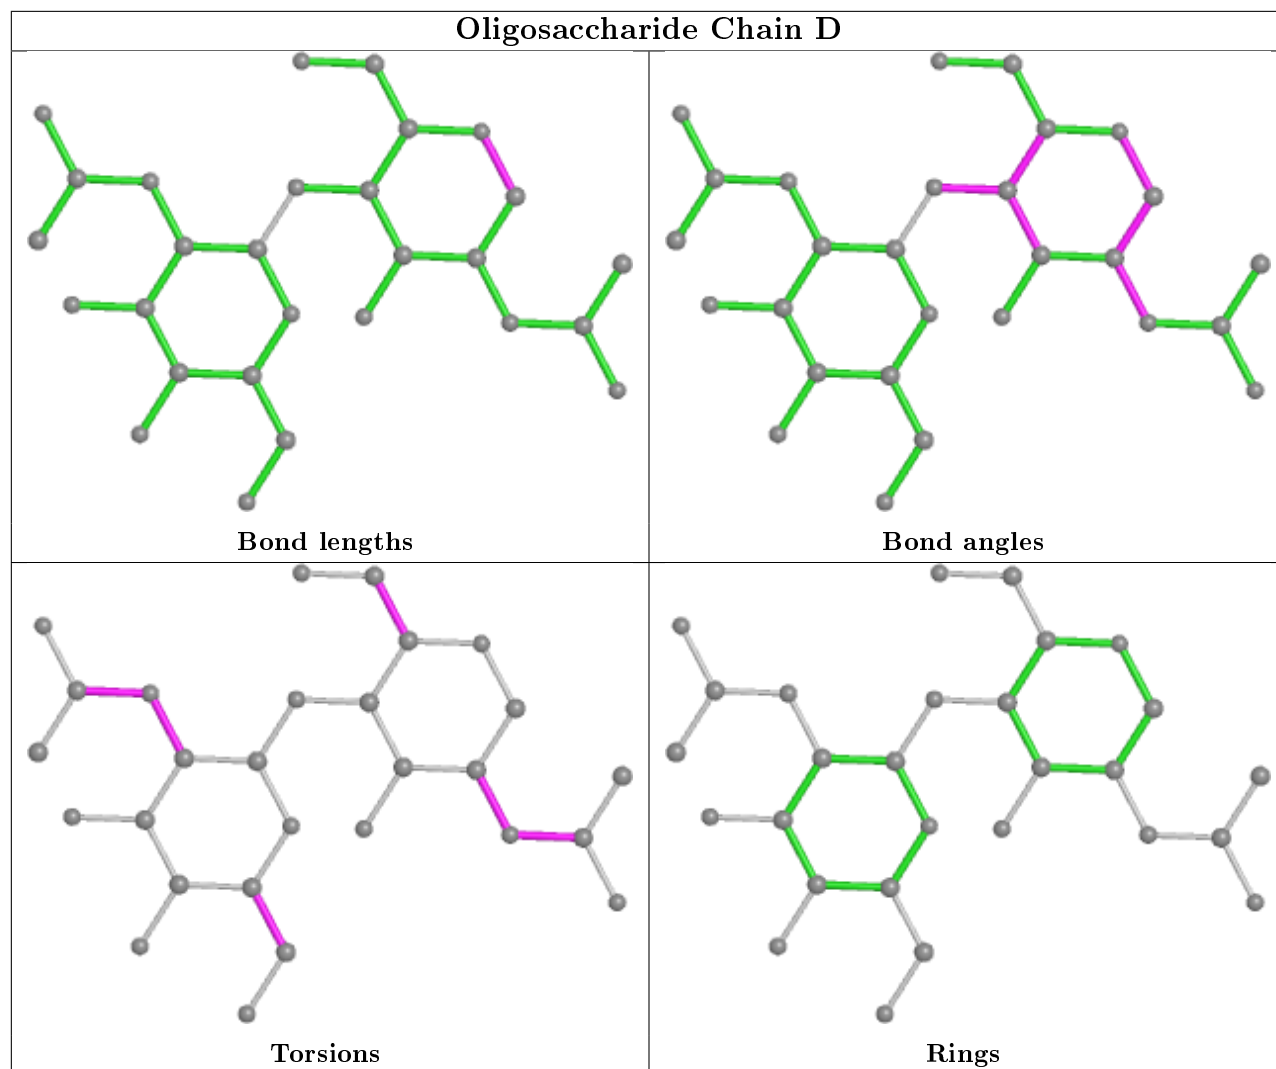 Oligosaccharide Chain D
Bond lengths
Bond angles
Torsions
Rings